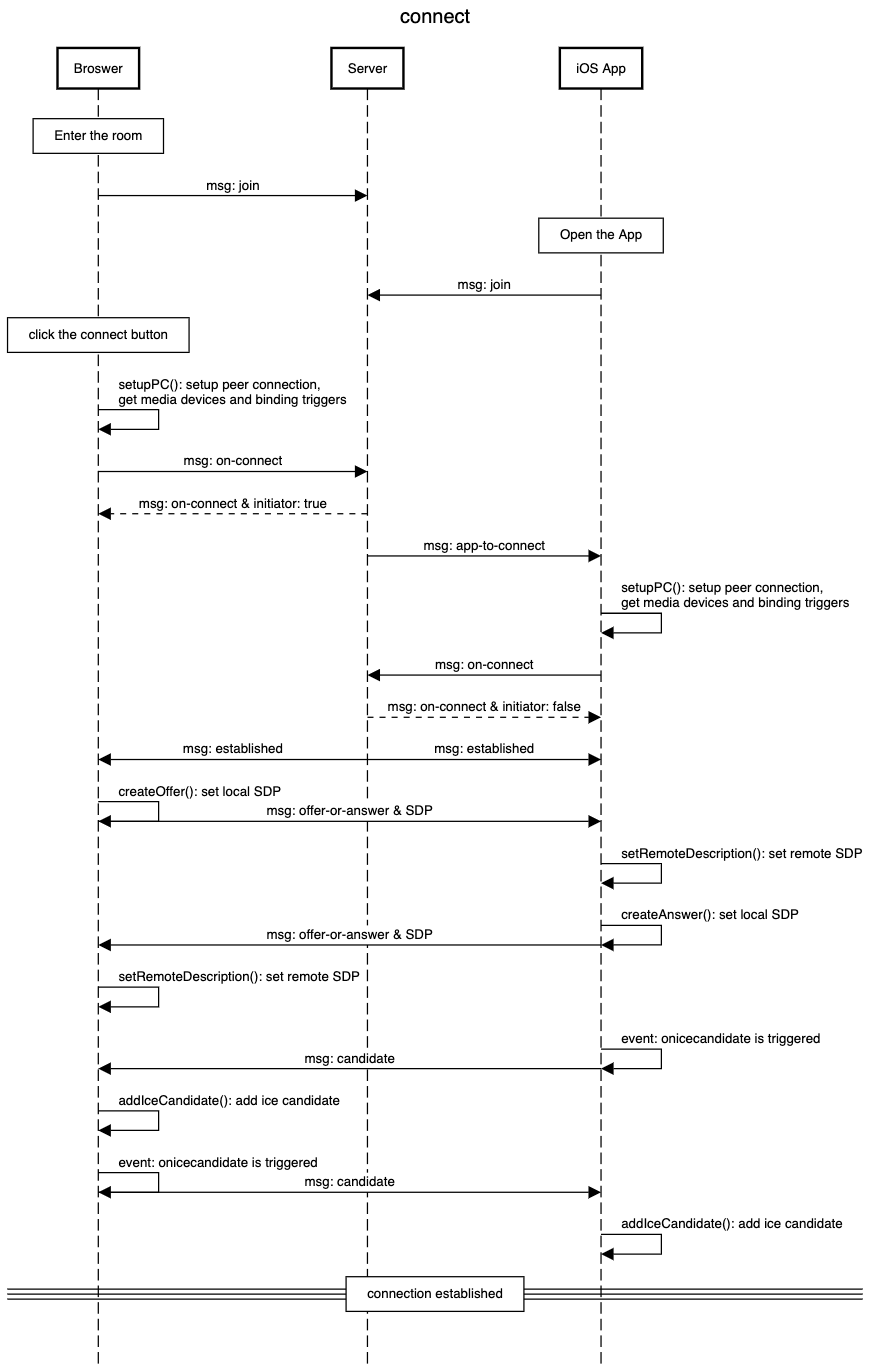 connect
Broswer
Server
iOS App
Enter the room
msg: join
Open the App
msg: join
click the connect button
setupPC(): setup peer connection,
get media devices and binding triggers
msg: on-connect
msg: on-connect & initiator: true
msg: app-to-connect
setupPC(): setup peer connection,
get media devices and binding triggers
msg: on-connect
msg: on-connect & initiator: false
msg: established
msg: established
createOffer(): set local SDP
msg: offer-or-answer & SDP
setRemoteDescription(): set remote SDP
createAnswer(): set local SDP
msg: offer-or-answer & SDP
setRemoteDescription(): set remote SDP
event: onicecandidate is triggered
msg: candidate
addIceCandidate(): add ice candidate
event: onicecandidate is triggered
msg: candidate
addIceCandidate(): add ice candidate
connection established